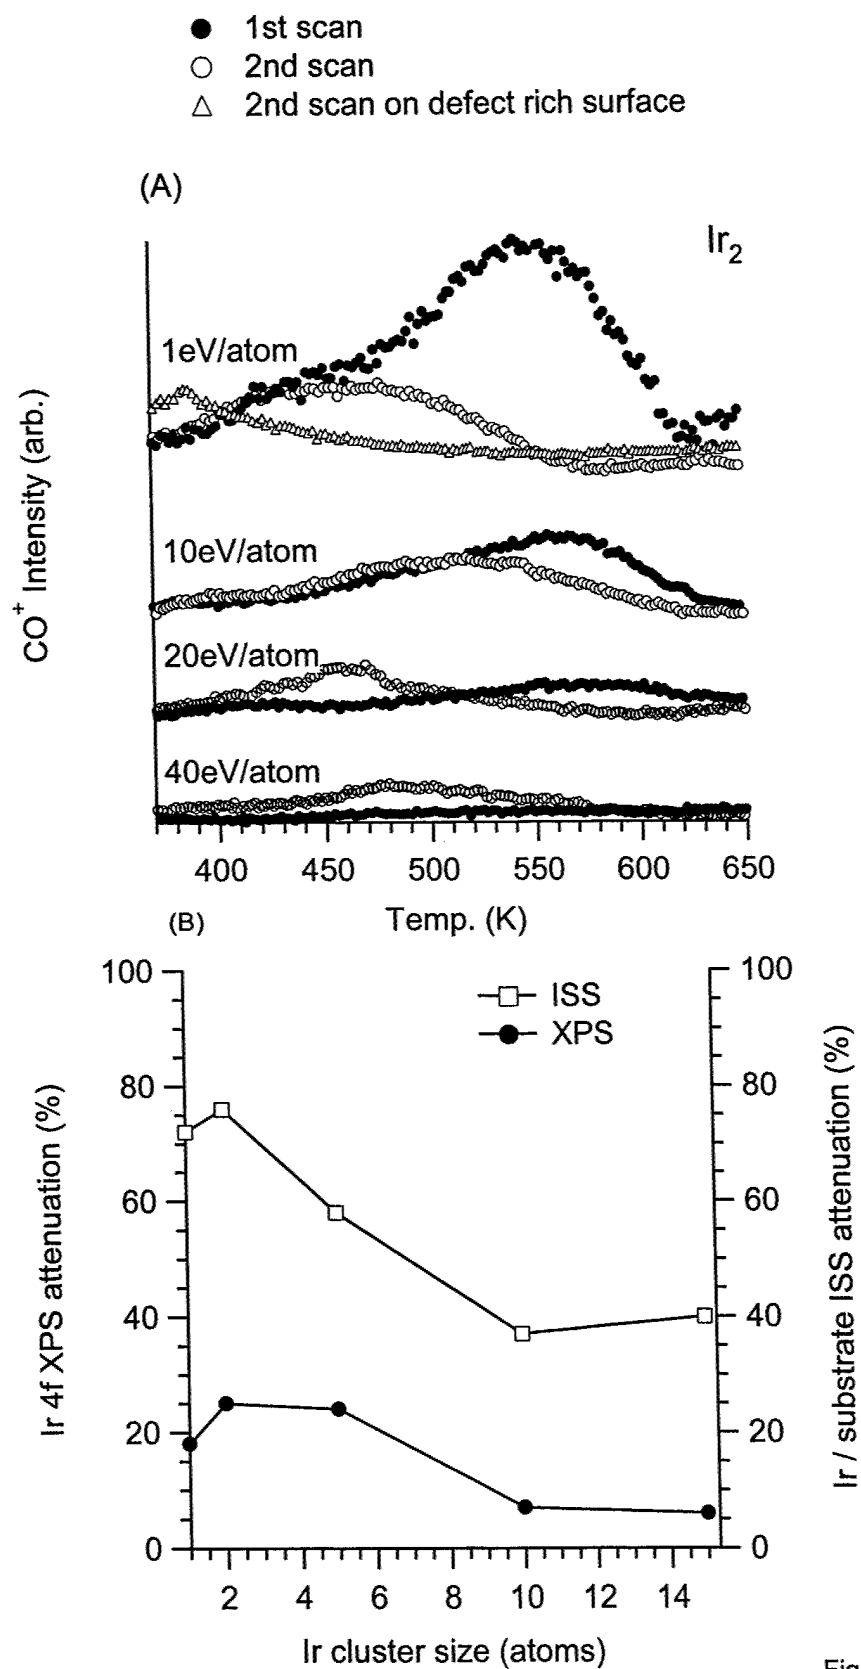 1st scan
2nd scan
2nd scan on defect rich surface
(A)
Ir2
1eV/atom
10eV/atom
20eV/atom
40eV/atom
CO+ Intensity (arb.)
400 450 500 550 600 650
Temp. (K)
(B)
ISS
XPS
100
80
60
40
20
0
Ir 4f XPS attenuation (%)
100
80
60
40
20
0
Ir / substrate ISS attenuation (%)
2 4 6 8 10 12 14
Ir cluster size (atoms)
Fig